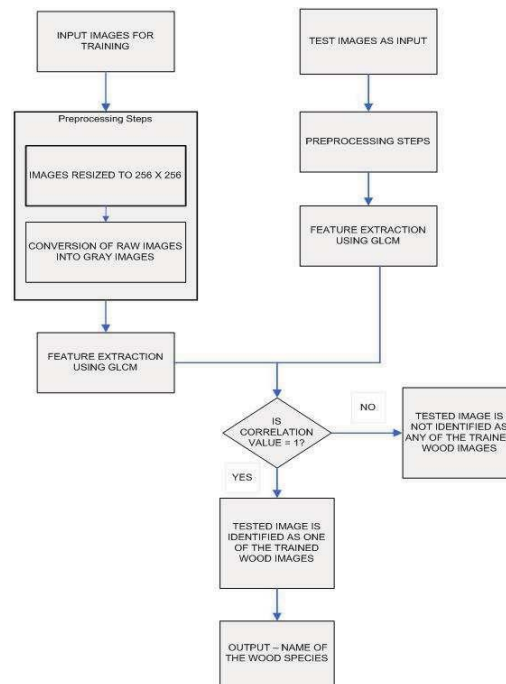 INPUT IMAGES FOR
TRAINING
Preprocessing Steps
IMAGES RESIZED TO 256 X 256
CONVERSION OF RAW IMAGES
INTO GRAY IMAGES
FEATURE EXTRACTION
USING GLCM
TEST IMAGES AS INPUT
PREPROCESSING STEPS
FEATURE EXTRACTION
USING GLCM
IS
CORRELATION
VALUE = 1?
NO
TESTED IMAGE IS
NOT IDENTIFIED AS
ANY OF THE TRAINE
WOOD IMAGES
YES
TESTED IMAGE IS
IDENTIFIED AS ONE
OF THE TRAINED
WOOD IMAGES
OUTPUT – NAME OF
THE WOOD SPECIES